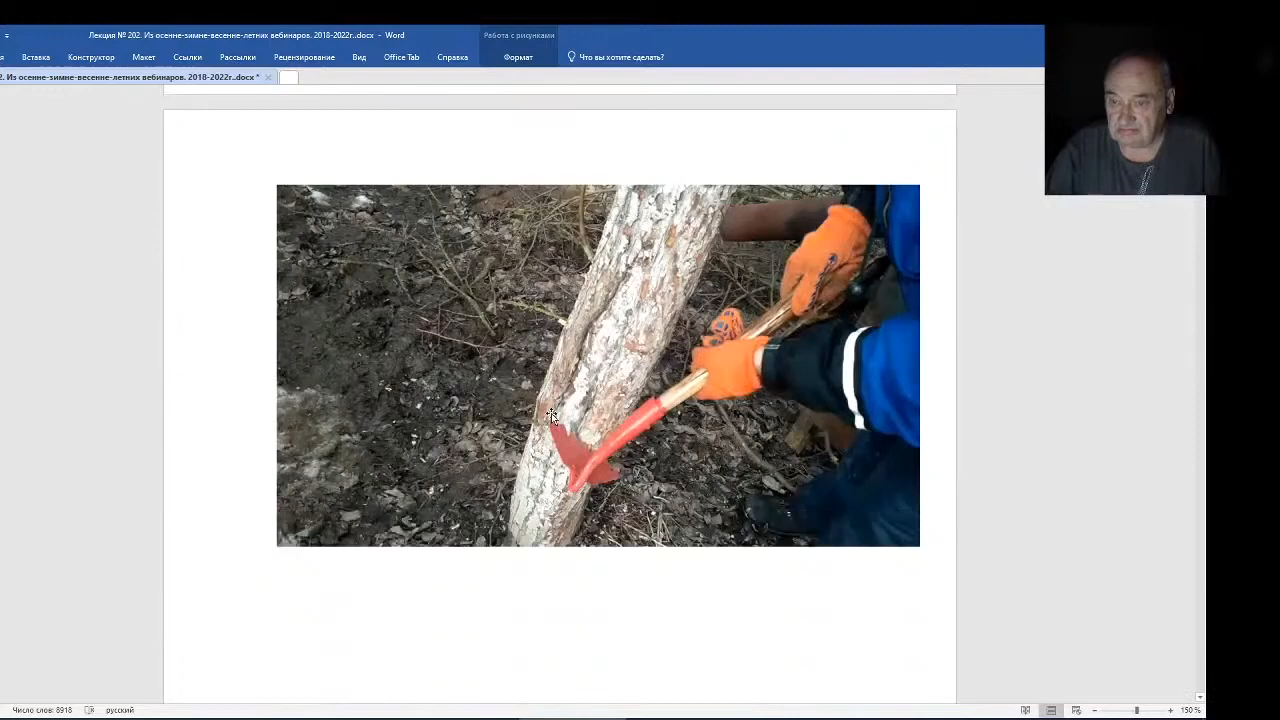 Лекция № 202. Из осенне-зимне-весенне-летних вебинаров. 2018-2022г..docx - Word
Работа с рисунками
я Вставка Конструктор Макет Ссылки Рассылки Рецензирование Вид Office Tab Справка Формат Что вы хотите сделать?
2. Из осенне-зимне-весенне-летних вебинаров. 2018-2022г..docx *
Число слов: 8918 русский 150%